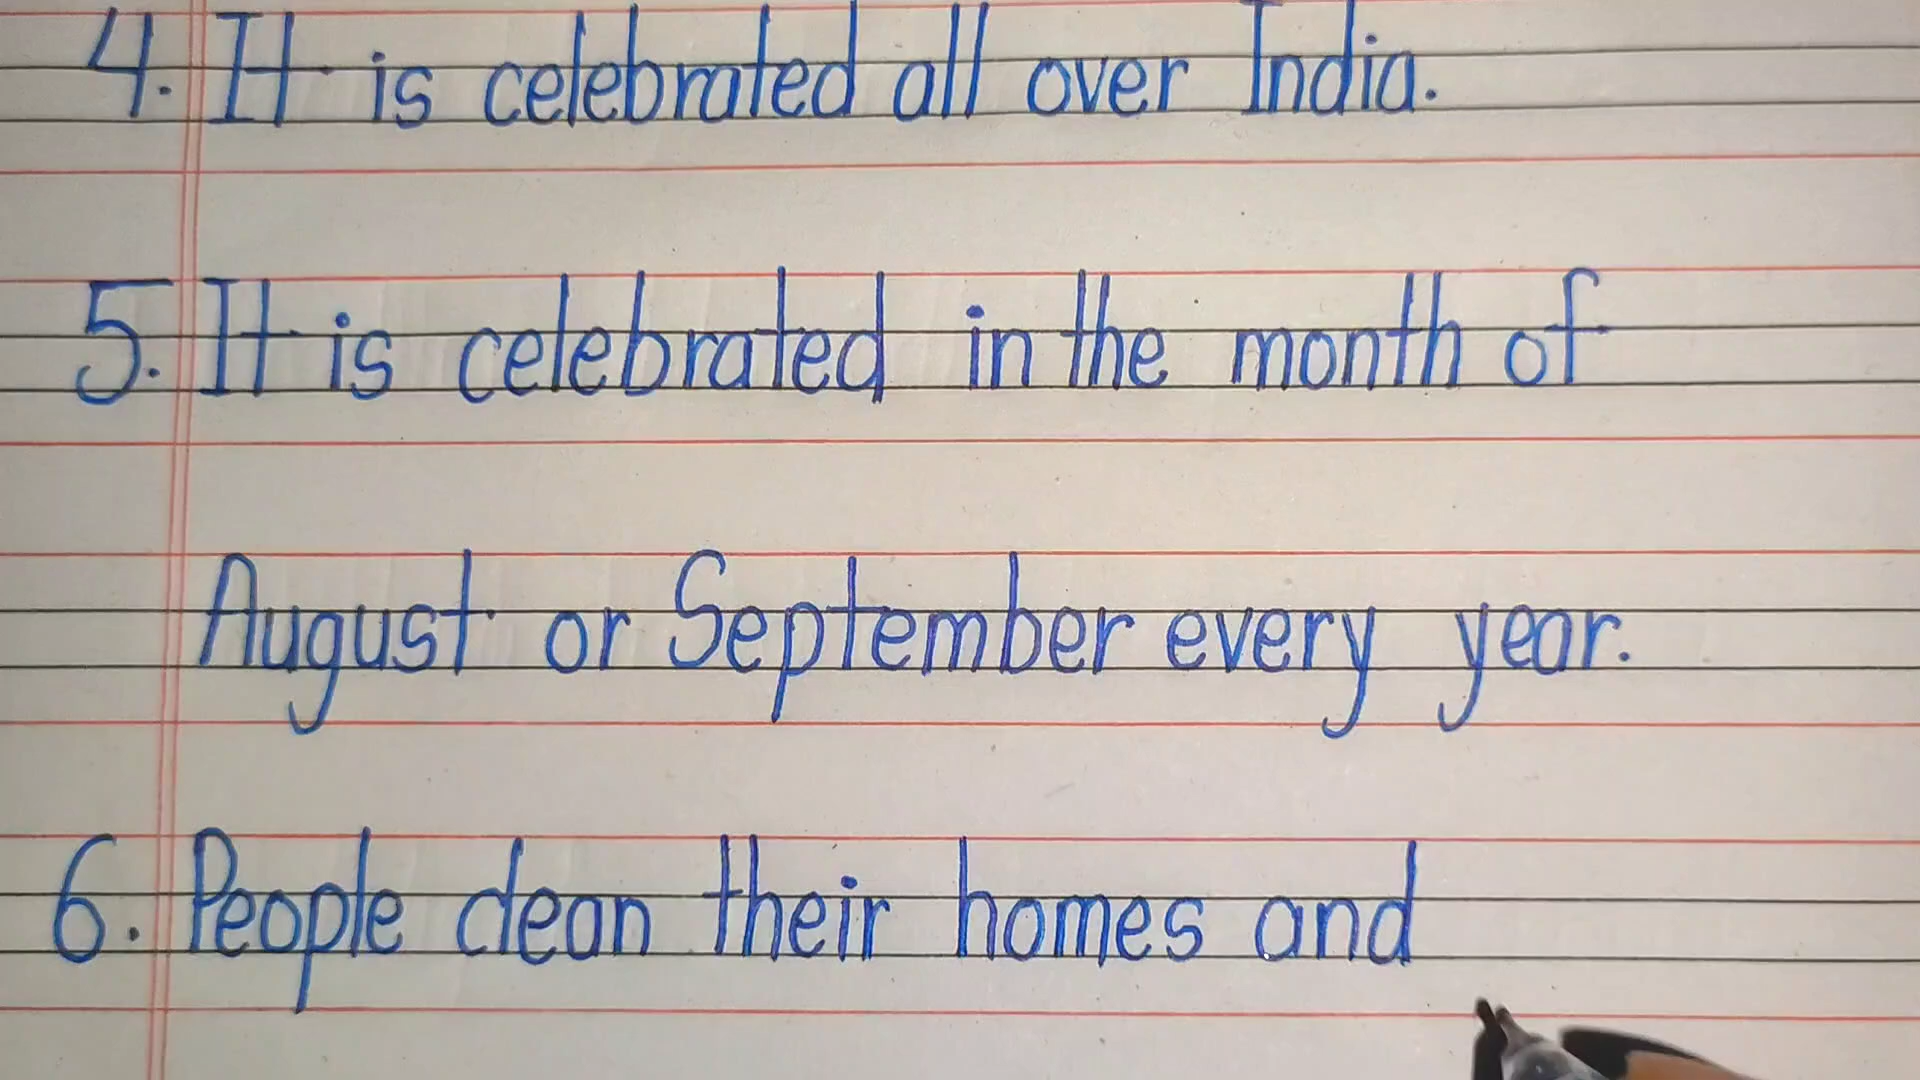 4. It is celebrated all over India.
5. It is celebrated in the month of
August or September every year.
6. People clean their homes and